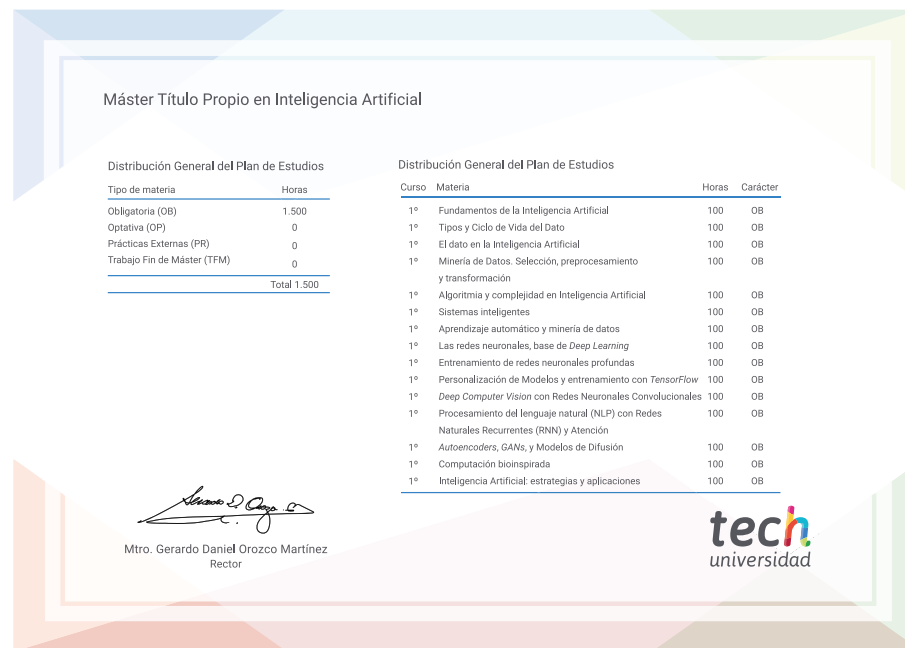 Máster Título Propio en Inteligencia Artificial
Distribución General del Plan de Estudios
Tipo de materia Horas
Obligatoria (OB) 1.500
Optativa (OP) 0
Prácticas Externas (PR) 0
Trabajo Fin de Máster (TFM) 0
Total 1.500
Distribución General del Plan de Estudios
Curso Materia Horas Carácter
1º Fundamentos de la Inteligencia Artificial 100 OB
1º Tipos y Ciclo de Vida del Dato 100 OB
1º El dato en la Inteligencia Artificial 100 OB
1º Minería de Datos. Selección, preprocesamiento 100 OB
y transformación
1º Algoritmia y complejidad en Inteligencia Artificial 100 OB
1º Sistemas inteligentes 100 OB
1º Aprendizaje automático y minería de datos 100 OB
1º Las redes neuronales, base de Deep Learning 100 OB
1º Entrenamiento de redes neuronales profundas 100 OB
1º Personalización de Modelos y entrenamiento con TensorFlow 100 OB
1º Deep Computer Vision con Redes Neuronales Convolucionales 100 OB
1º Procesamiento del lenguaje natural (NLP) con Redes 100 OB
Naturales Recurrentes (RNN) y Atención
1º Autoencoders, GANs, y Modelos de Difusión 100 OB
1º Computación bioinspirada 100 OB
1º Inteligencia Artificial: estrategias y aplicaciones 100 OB
Mtro. Gerardo Daniel Orozco Martínez
Rector
tech
universidad